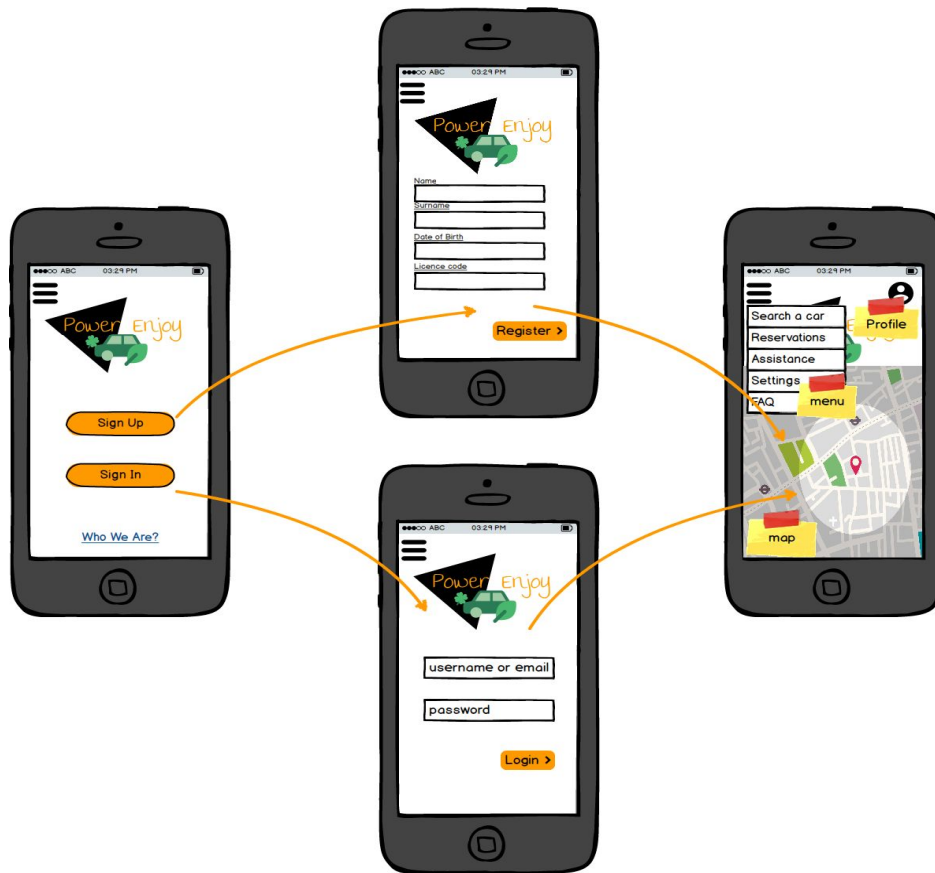 ABC 03:29 PM
Power Enjoy
Sign Up
Sign In
Who We Are?
ABC 03:29 PM
Power Enjoy
Name
Surname
Date of Birth
Licence code
Register >
ABC 03:29 PM
Power Enjoy
username or email
password
Login >
ABC 03:29 PM
Search a car
Reservations
Assistance
Settings
FAQ
Profile
menu
map